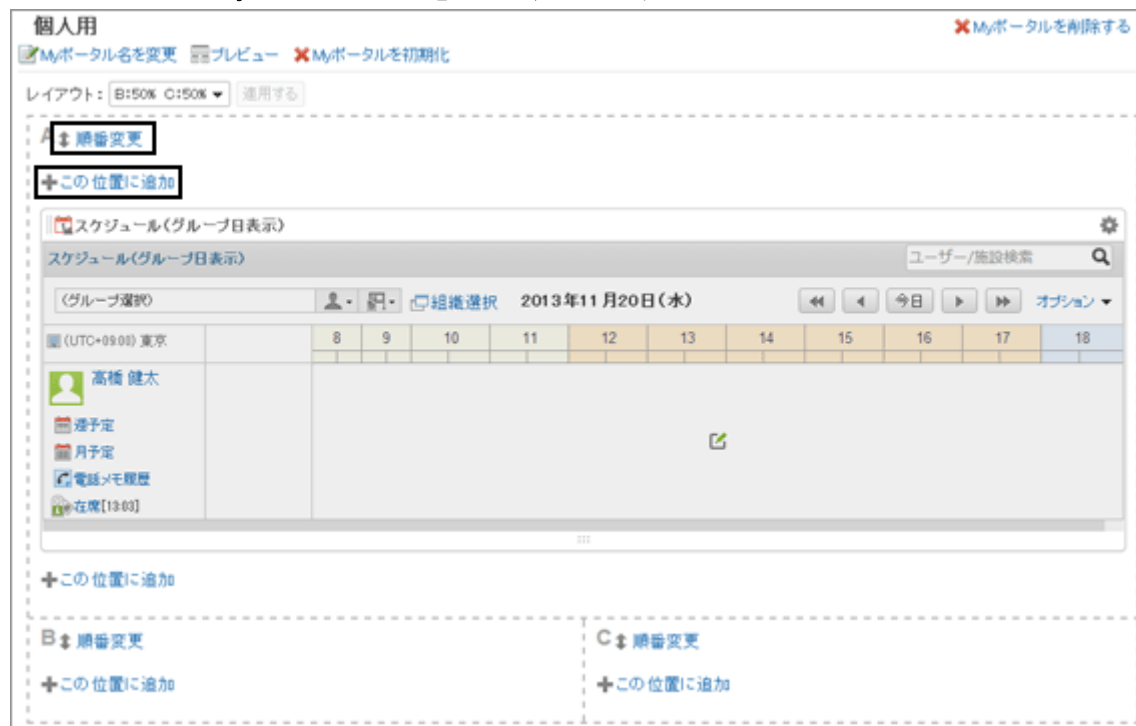 個人用 Myポータルを削除する
Myポータル名を変更 プレビュー Myポータルを初期化
レイアウト: B:50% C:50% 適用する
A 順番変更
この位置に追加
スケジュール(グループ日表示)
スケジュール(グループ日表示) ユーザー/施設検索
(グループ選択) 組織選択 2013年11月20日(水) 今日 オプション
(UTC+09:00) 東京 8 9 10 11 12 13 14 15 16 17 18
高橋 健太
週予定
月予定
電話メモ履歴
在席[13:03]
この位置に追加
B 順番変更 C 順番変更
この位置に追加 この位置に追加